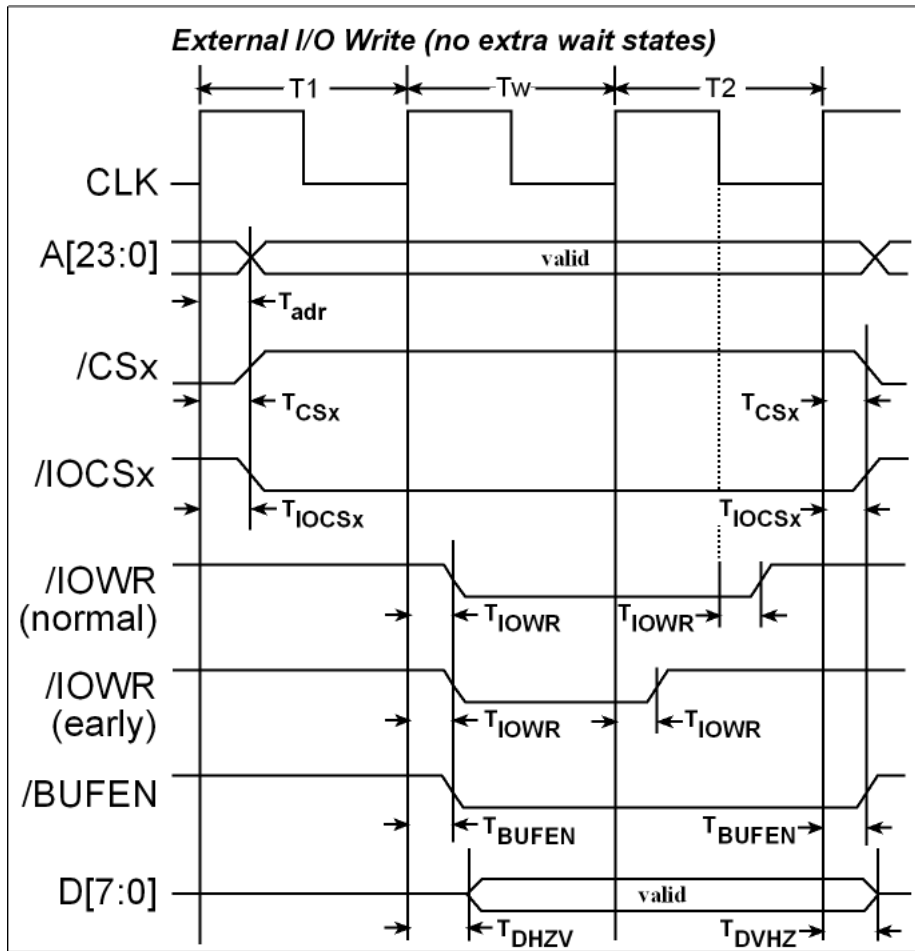 External I/O Write (no extra wait states)
T1 Tw T2
CLK
A[23:0] valid
Tadr
/CSx
TCSx TCSx
/IOCSx
TIOCSx TIOCSx
/IOWR
(normal) TIOWR TIOWR
/IOWR
(early) TIOWR TIOWR
/BUFEN
TBUFEN TBUFEN
D[7:0] valid
TDHZV TDVHZ